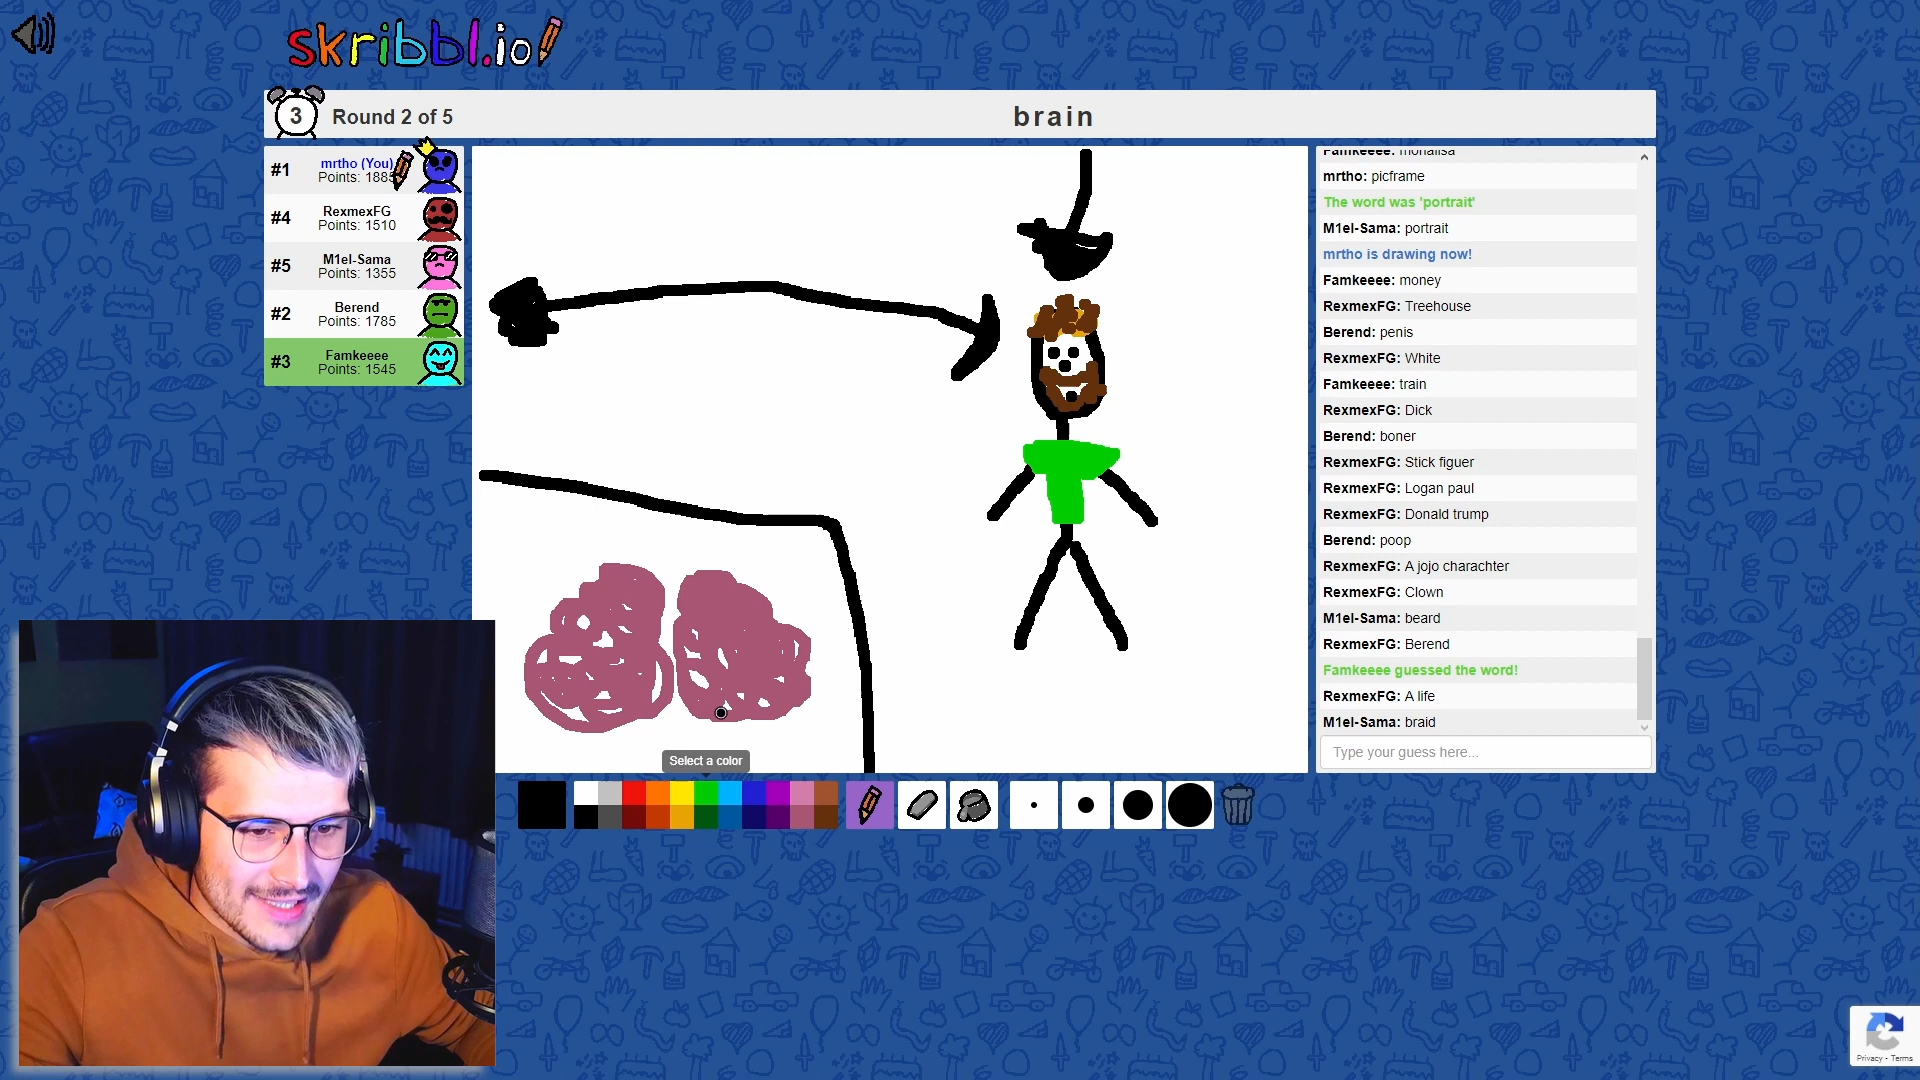 skribbl.io
3
Round 2 of 5
brain
#1
mrtho (You)
Points: 1885
#4
RexmexFG
Points: 1510
#5
M1el-Sama
Points: 1355
#2
Berend
Points: 1785
#3
Famkeeee
Points: 1545
Famkeeee: monalisa
mrtho: picframe
The word was 'portrait'
M1el-Sama: portrait
mrtho is drawing now!
Famkeeee: money
RexmexFG: Treehouse
Berend: penis
RexmexFG: White
Famkeeee: train
RexmexFG: Dick
Berend: boner
RexmexFG: Stick figuer
RexmexFG: Logan paul
RexmexFG: Donald trump
Berend: poop
RexmexFG: A jojo charachter
RexmexFG: Clown
M1el-Sama: beard
RexmexFG: Berend
Famkeeee guessed the word!
RexmexFG: A life
M1el-Sama: braid
Type your guess here...
Select a color
Privacy - Terms